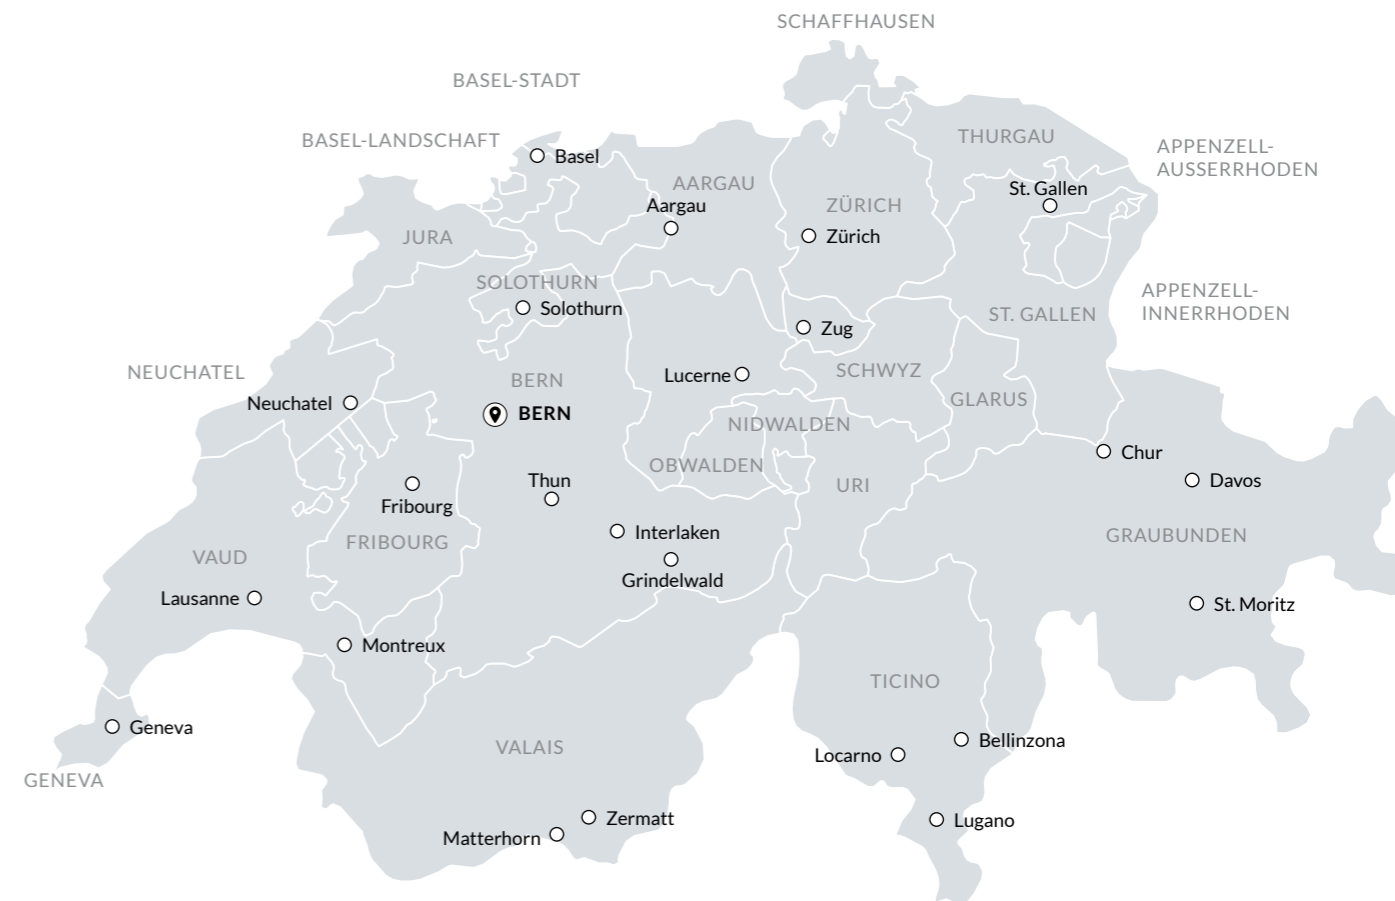 SCHAFFHAUSEN
BASEL-STADT
BASEL-LANDSCHAFT
THURGAU
APPENZELL-
AUSSERRHODEN
Basel
AARGAU
St. Gallen
Aargau
ZÜRICH
JURA
Zürich
SOLOTHURN
APPENZELL-
INNERRHODEN
Solothurn
ST. GALLEN
Zug
NEUCHATEL
BERN
Lucerne
SCHWYZ
Neuchatel
GLARUS
BERN
NIDWALDEN
Chur
OBWALDEN
Thun
URI
Davos
Fribourg
Interlaken
FRIBOURG
GRAUBUNDEN
VAUD
Grindelwald
Lausanne
St. Moritz
Montreux
TICINO
Geneva
VALAIS
Bellinzona
Locarno
GENEVA
Zermatt
Lugano
Matterhorn